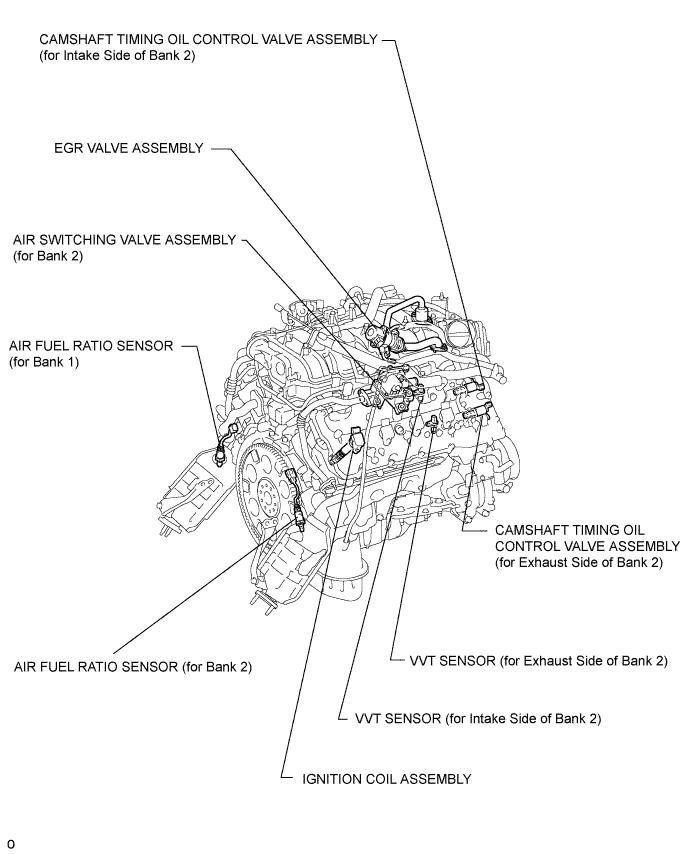 CAMSHAFT TIMING OIL CONTROL VALVE ASSEMBLY
(for Intake Side of Bank 2)
EGR VALVE ASSEMBLY
AIR SWITCHING VALVE ASSEMBLY
(for Bank 2)
AIR FUEL RATIO SENSOR
(for Bank 1)
CAMSHAFT TIMING OIL
CONTROL VALVE ASSEMBLY
(for Exhaust Side of Bank 2)
AIR FUEL RATIO SENSOR (for Bank 2)
VVT SENSOR (for Exhaust Side of Bank 2)
VVT SENSOR (for Intake Side of Bank 2)
IGNITION COIL ASSEMBLY
O